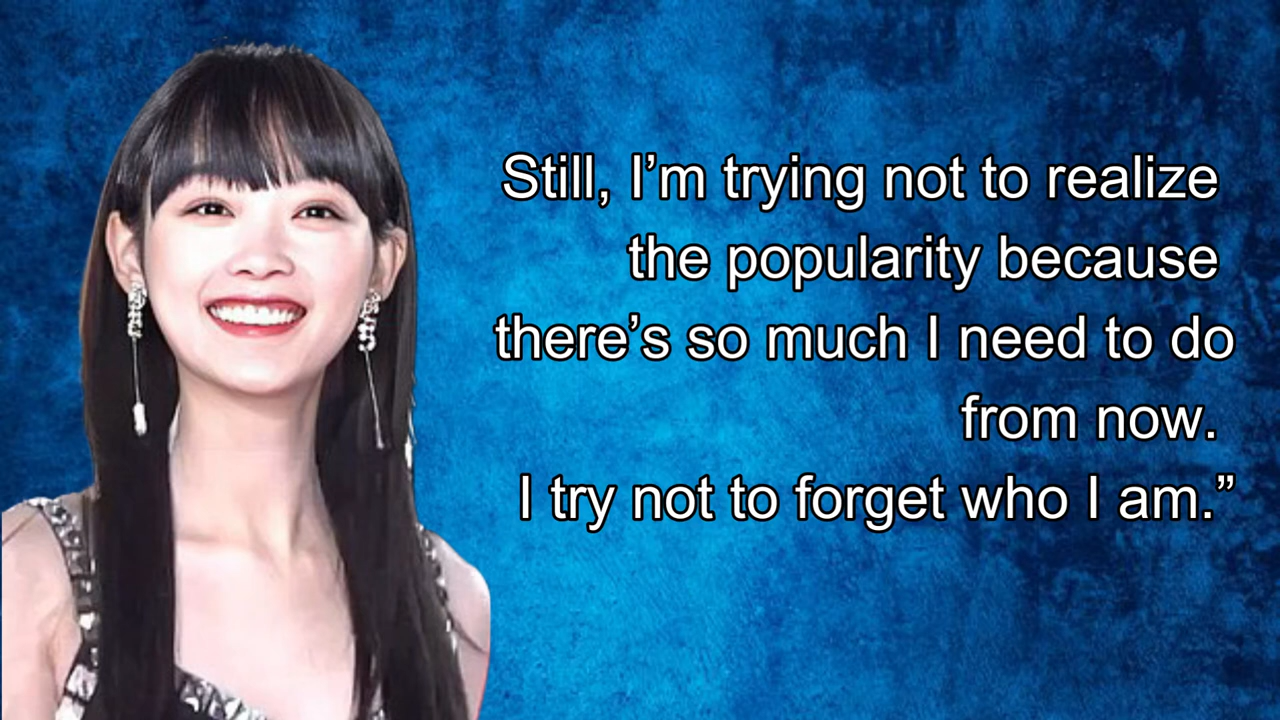 Still, I’m trying not to realize
the popularity because
there’s so much I need to do
from now.
I try not to forget who I am.”